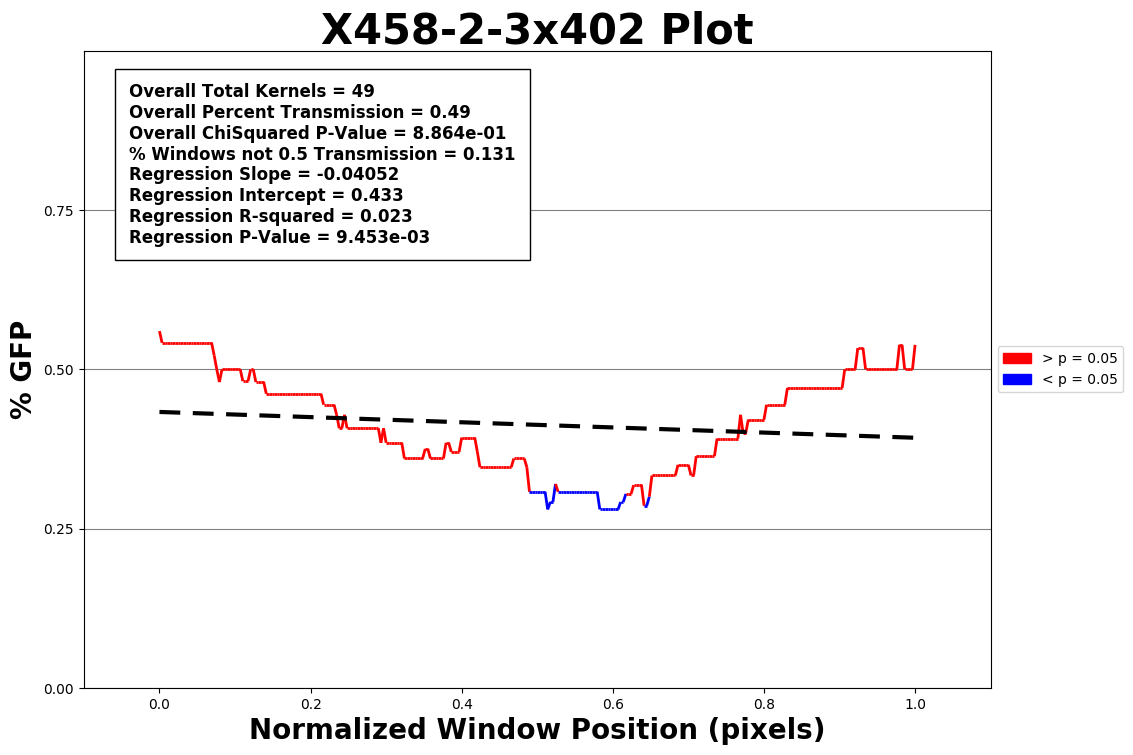 X458-2-3x402 Plot
Overall Total Kernels = 49
Overall Percent Transmission = 0.49
Overall ChiSquared P-Value = 8.864e-01
% Windows not 0.5 Transmission = 0.131
Regression Slope = -0.04052
Regression Intercept = 0.433
Regression R-squared = 0.023
Regression P-Value = 9.453e-03
% GFP
0.75
0.50
0.25
0.00
> p = 0.05
< p = 0.05
0.0 0.2 0.4 0.6 0.8 1.0
Normalized Window Position (pixels)